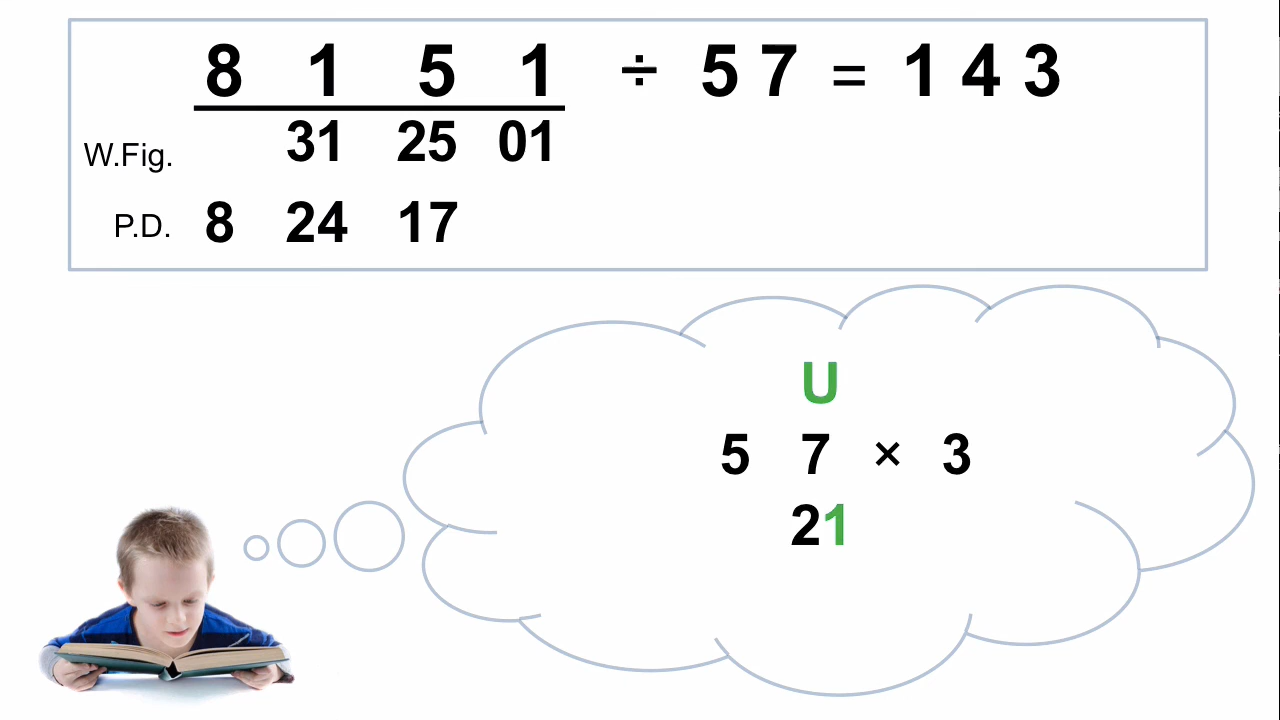 8 1 5 1 ÷ 5 7 = 1 4 3
W.Fig. 31 25 01
P.D. 8 24 17
U
5 7 × 3
21